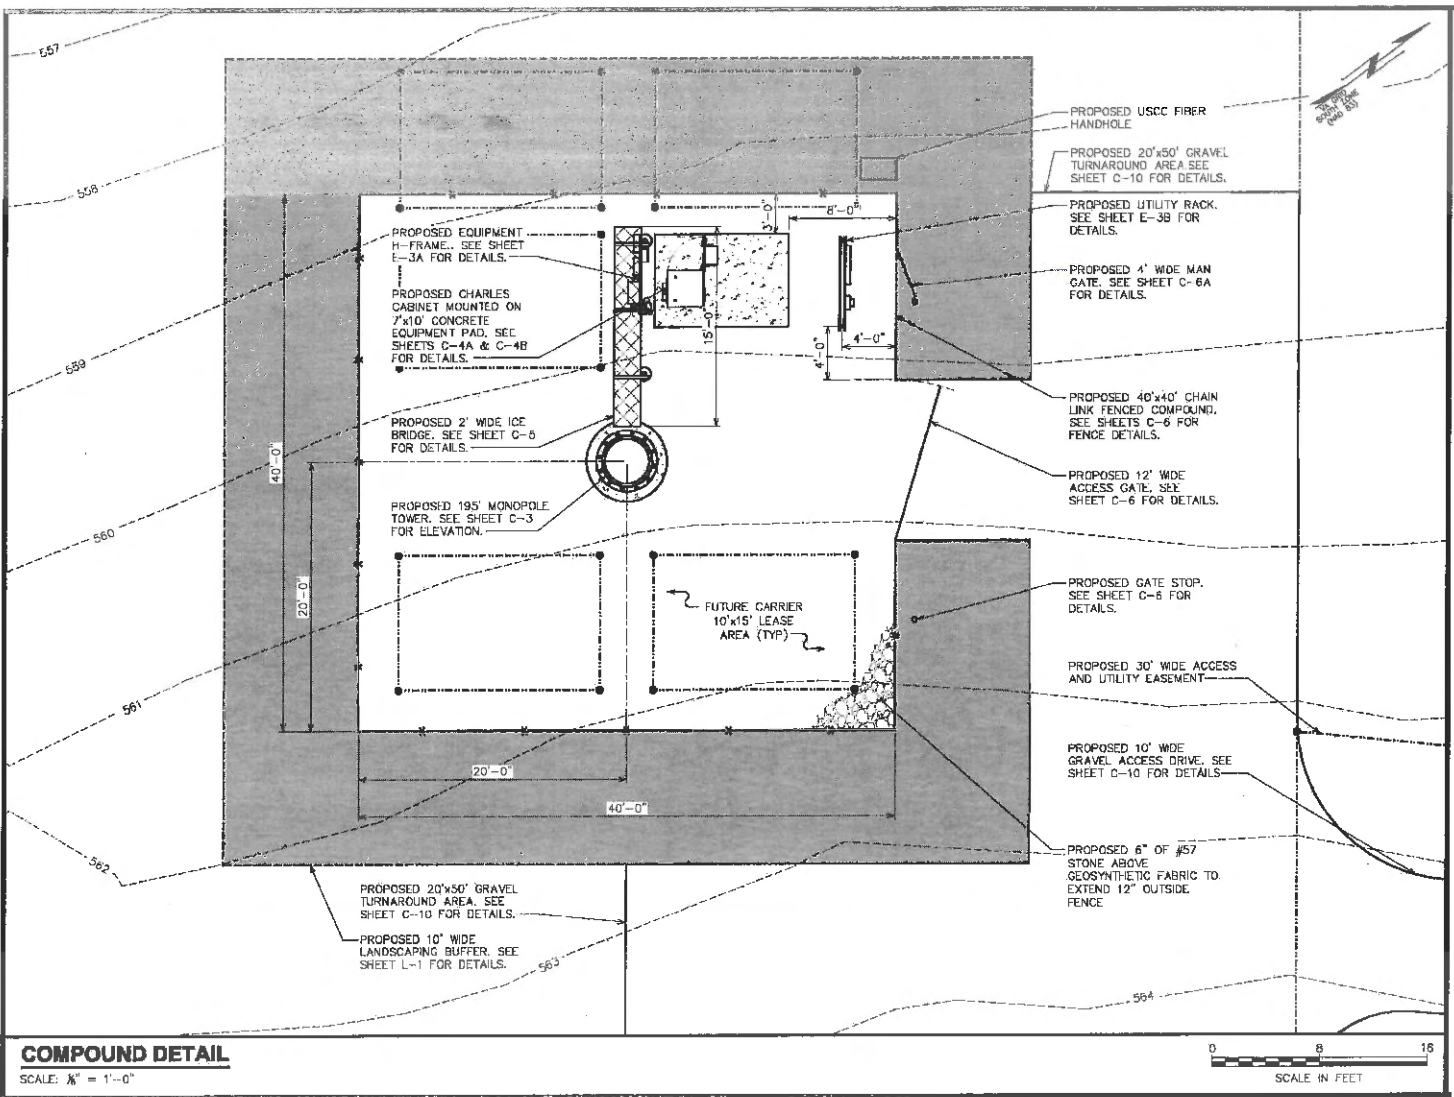 557
558
559
560
561
562
563
564
VA GRID
SOUTH ZONE
(NAD 83)
PROPOSED USCC FIBER
HANDHOLE
PROPOSED 20'x50' GRAVEL
TURNAROUND AREA SEE
SHEET C-10 FOR DETAILS.
PROPOSED UTILITY RACK.
SEE SHEET E-3B FOR
DETAILS.
PROPOSED 4' WIDE MAN
GATE. SEE SHEET C-6A
FOR DETAILS.
PROPOSED 40'x40' CHAIN
LINK FENCED COMPOUND.
SEE SHEETS C-6 FOR
FENCE DETAILS.
PROPOSED 12' WIDE
ACCESS GATE, SEE
SHEET C-6 FOR DETAILS.
PROPOSED GATE STOP.
SEE SHEET C-6 FOR
DETAILS.
PROPOSED 30' WIDE ACCESS
AND UTILITY EASEMENT
PROPOSED 10' WIDE
GRAVEL ACCESS DRIVE. SEE
SHEET C-10 FOR DETAILS
PROPOSED 6" OF #57
STONE ABOVE
GEOSYNTHETIC FABRIC TO
EXTEND 12" OUTSIDE
FENCE
PROPOSED EQUIPMENT
H-FRAME. SEE SHEET
E-3A FOR DETAILS.
PROPOSED CHARLES
CABINET MOUNTED ON
7'x10' CONCRETE
EQUIPMENT PAD. SEE
SHEETS C-4A & C-4B
FOR DETAILS.
PROPOSED 2' WIDE ICE
BRIDGE. SEE SHEET C-5
FOR DETAILS.
PROPOSED 195' MONOPOLE
TOWER. SEE SHEET C-3
FOR ELEVATION.
3'-0"
8'-0"
15'-0"
4'-0"
4'-0"
40'-0"
20'-0"
FUTURE CARRIER
10'x15' LEASE
AREA (TYP)
20'-0"
40'-0"
PROPOSED 20'x50' GRAVEL
TURNAROUND AREA. SEE
SHEET C-10 FOR DETAILS.
PROPOSED 10' WIDE
LANDSCAPING BUFFER. SEE
SHEET L-1 FOR DETAILS.
COMPOUND DETAIL
SCALE: = 1'-0"
0 8 16
SCALE IN FEET